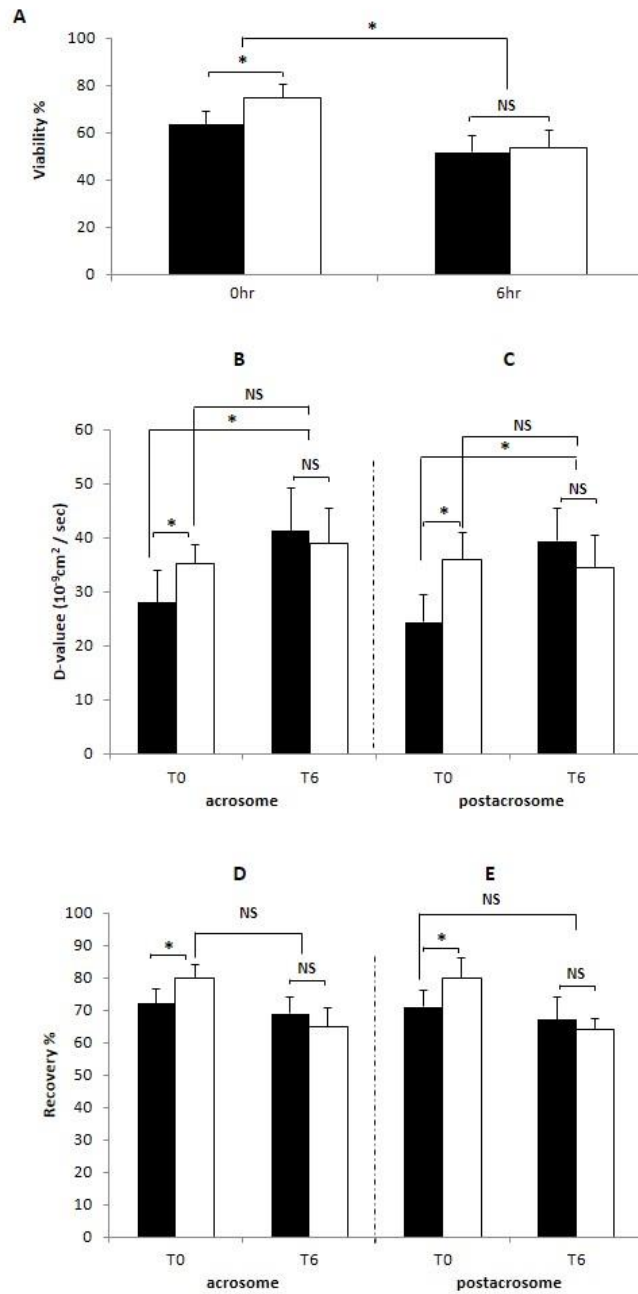 A
*
100
80
60
40
20
0
Viability %
*
NS
0hr
6hr
B
C
NS
NS
*
*
60
50
40
30
20
10
0
D-valuee (10⁻⁹cm² / sec)
*
NS
*
NS
T0
T6
T0
T6
acrosome
postacrosome
D
E
NS
NS
100
90
80
70
60
50
40
30
20
10
0
Recovery %
*
NS
*
NS
T0
T6
T0
T6
acrosome
postacrosome